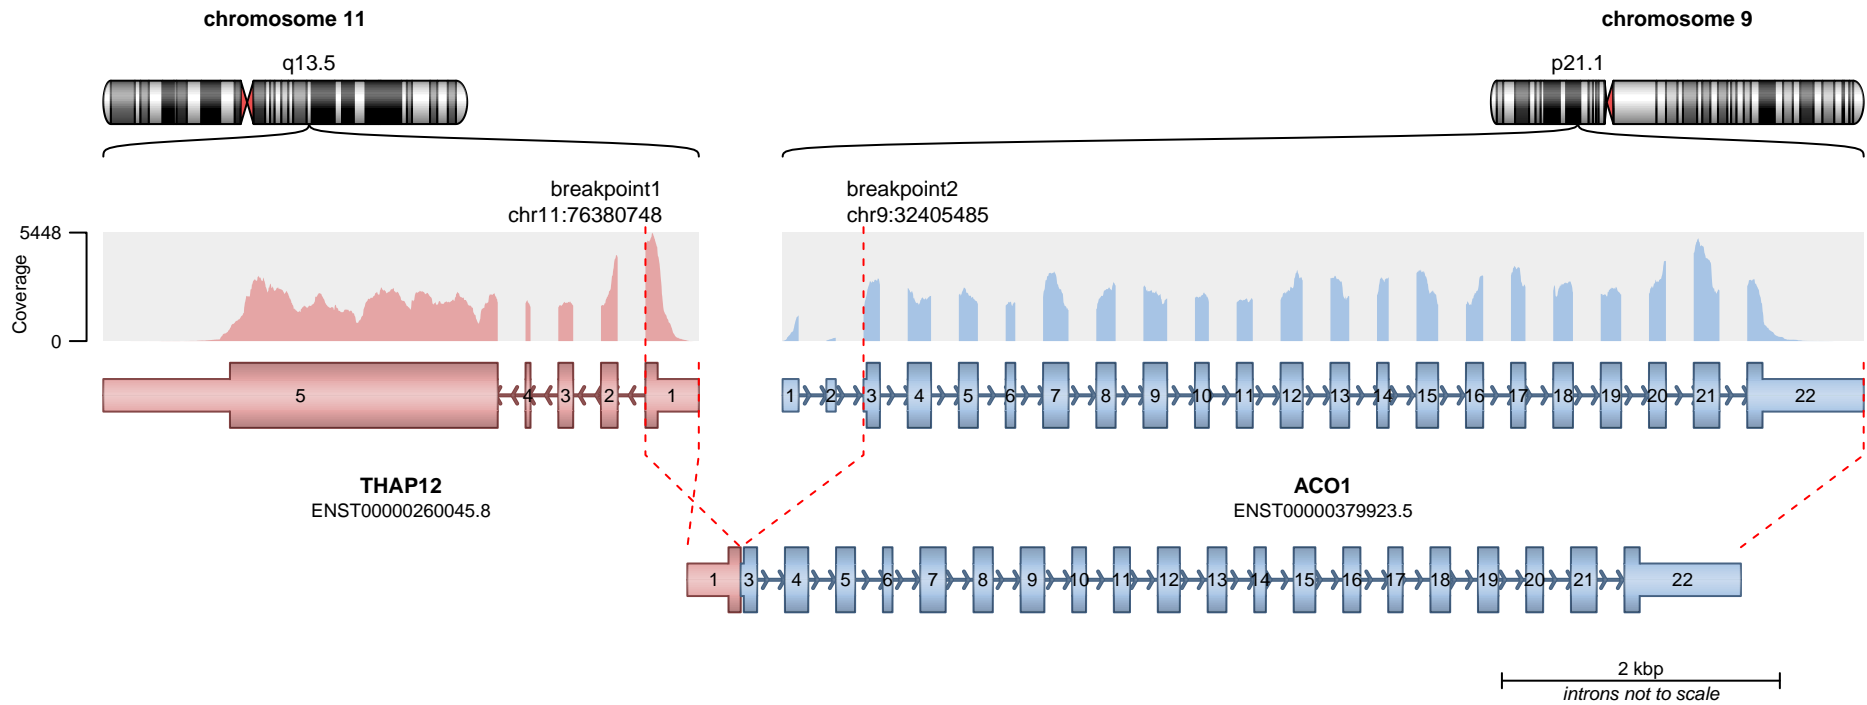 chromosome 11
chromosome 9
q13.5
p21.1
breakpoint1
chr11:76380748
breakpoint2
chr9:32405485
5448
0
Coverage
5 4 3 2 1
1 2 3 4 5 6 7 8 9 10 11 12 13 14 15 16 17 18 19 20 21 22
THAP12
ENST00000260045.8
ACO1
ENST00000379923.5
1 3 4 5 6 7 8 9 10 11 12 13 14 15 16 17 18 19 20 21 22
2 kbp
introns not to scale